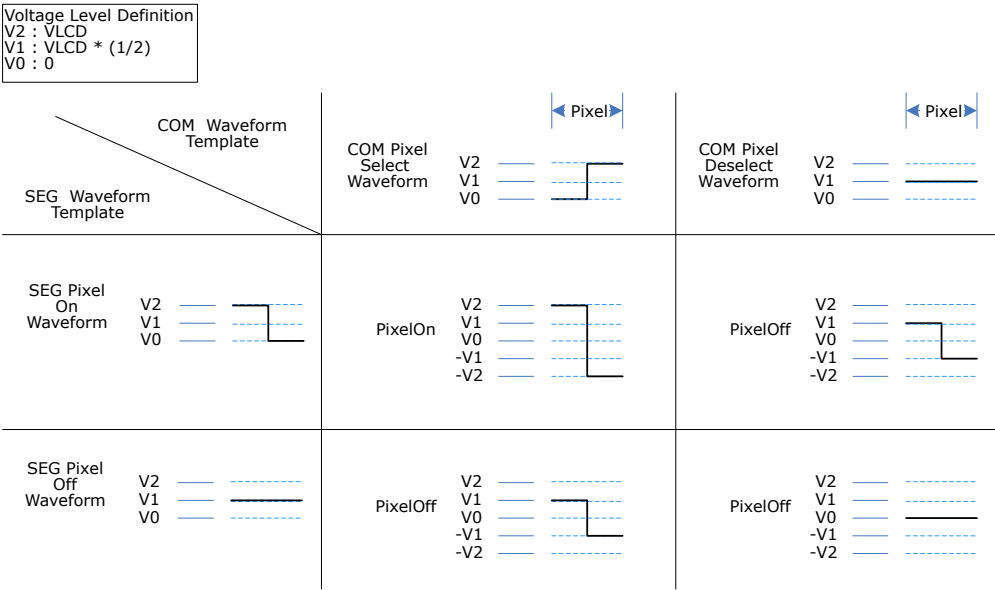 Voltage Level Definition
V2 : VLCD
V1 : VLCD * (1/2)
V0 : 0
COM Waveform
Template
SEG Waveform
Template
COM Pixel
Select
Waveform
V2
V1
V0
Pixel
COM Pixel
Deselect
Waveform
V2
V1
V0
Pixel
SEG Pixel
On
Waveform
V2
V1
V0
PixelOn
V2
V1
V0
-V1
-V2
PixelOff
V2
V1
V0
-V1
-V2
SEG Pixel
Off
Waveform
V2
V1
V0
PixelOff
V2
V1
V0
-V1
-V2
PixelOff
V2
V1
V0
-V1
-V2